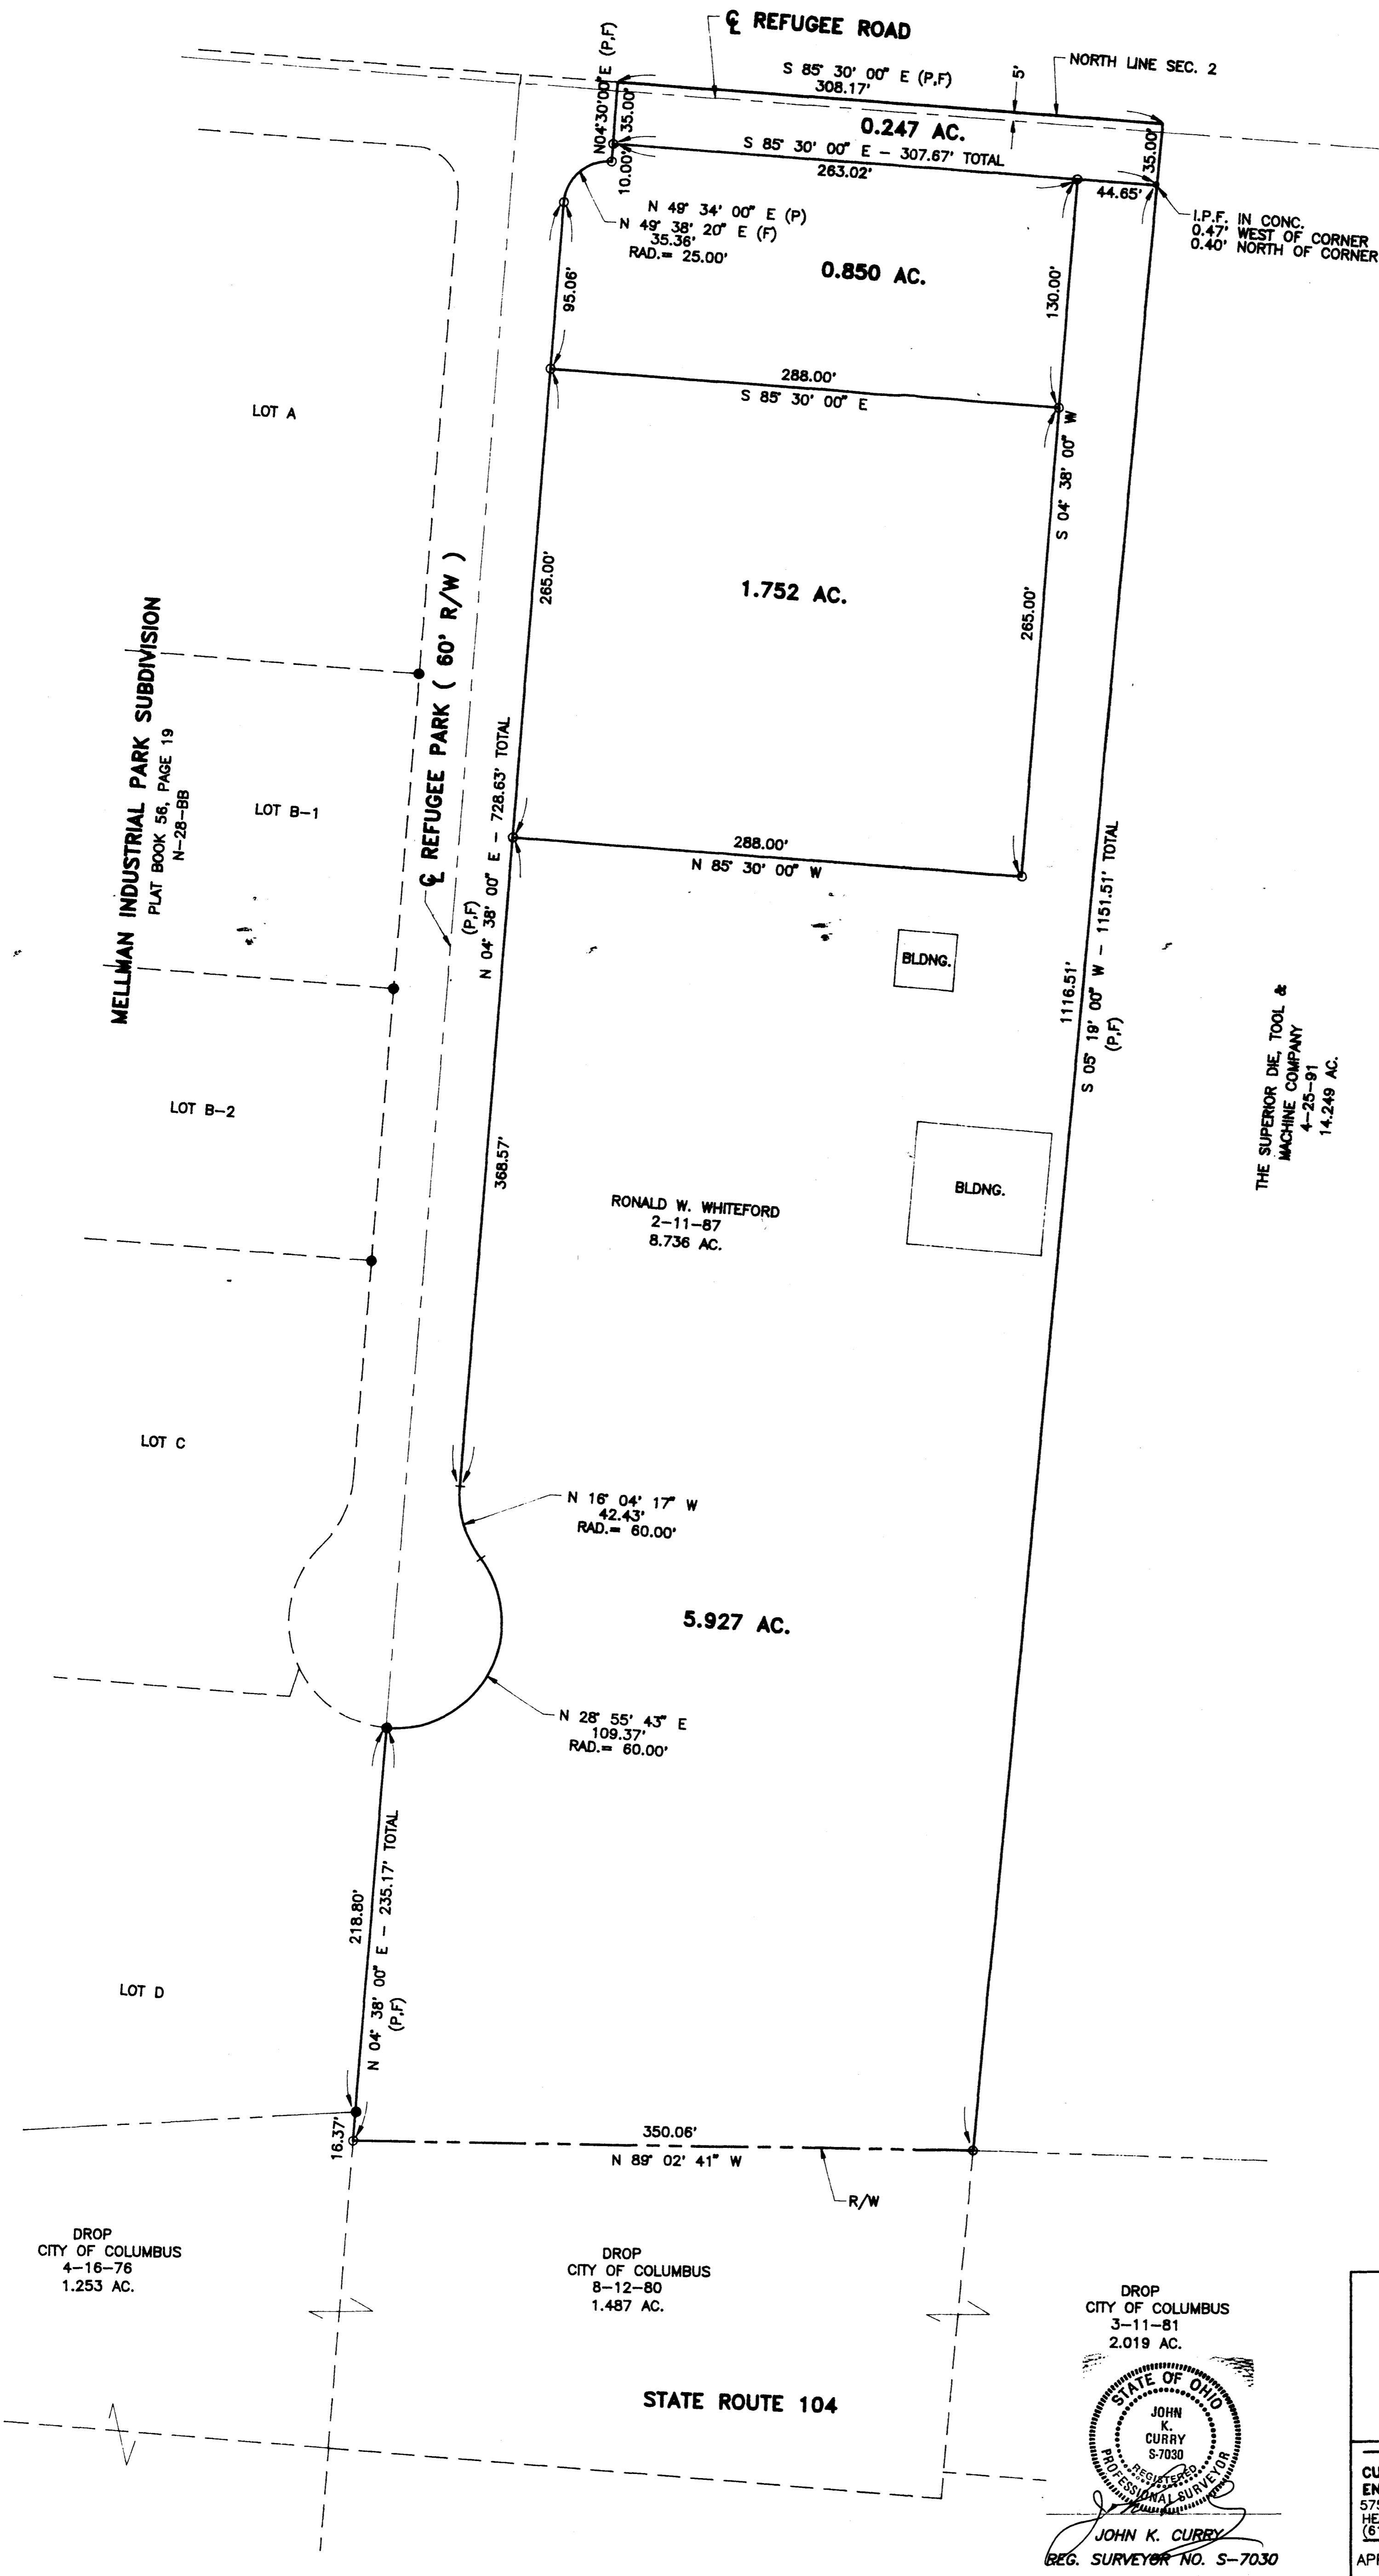 ℄ REFUGEE ROAD
NORTH LINE SEC. 2
S 85° 30' 00" E (P,F)
308.17'
5'
N04°30'00"E (P,F)
35.00'
10.00'
0.247 AC.
S 85° 30' 00" E – 307.67' TOTAL
263.02'
44.65'
35.00'
I.P.F. IN CONC.
0.47' WEST OF CORNER
0.40' NORTH OF CORNER
N 49° 34' 00" E (P)
N 49° 38' 20" E (F)
35.36'
RAD.= 25.00'
0.850 AC.
95.06'
130.00'
288.00'
S 85° 30' 00" E
LOT A
S 04° 38' 00" W
265.00'
265.00'
1.752 AC.
MELLMAN INDUSTRIAL PARK SUBDIVISION
PLAT BOOK 56, PAGE 19
N–28–BB
℄ REFUGEE PARK ( 60' R/W )
LOT B–1
N 04° 38' 00" E – 728.63' TOTAL
(P,F)
288.00'
N 85° 30' 00" W
BLDNG.
1116.51'
S 05° 19' 00" W – 1151.51' TOTAL
(P,F)
THE SUPERIOR DIE, TOOL &
MACHINE COMPANY
4–25–91
14.249 AC.
LOT B–2
368.57'
RONALD W. WHITEFORD
2–11–87
8.736 AC.
BLDNG.
LOT C
N 16° 04' 17" W
42.43'
RAD.= 60.00'
5.927 AC.
N 28° 55' 43" E
109.37'
RAD.= 60.00'
218.80'
N 04° 38' 00" E – 235.17' TOTAL
(P,F)
LOT D
16.37'
350.06'
N 89° 02' 41" W
R/W
DROP
CITY OF COLUMBUS
4–16–76
1.253 AC.
DROP
CITY OF COLUMBUS
8–12–80
1.487 AC.
DROP
CITY OF COLUMBUS
3–11–81
2.019 AC.
STATE ROUTE 104
STATE OF OHIO
JOHN
K.
CURRY
S-7030
REGISTERED
PROFESSIONAL SURVEYOR
JOHN K. CURRY
REG. SURVEYOR NO. S–7030